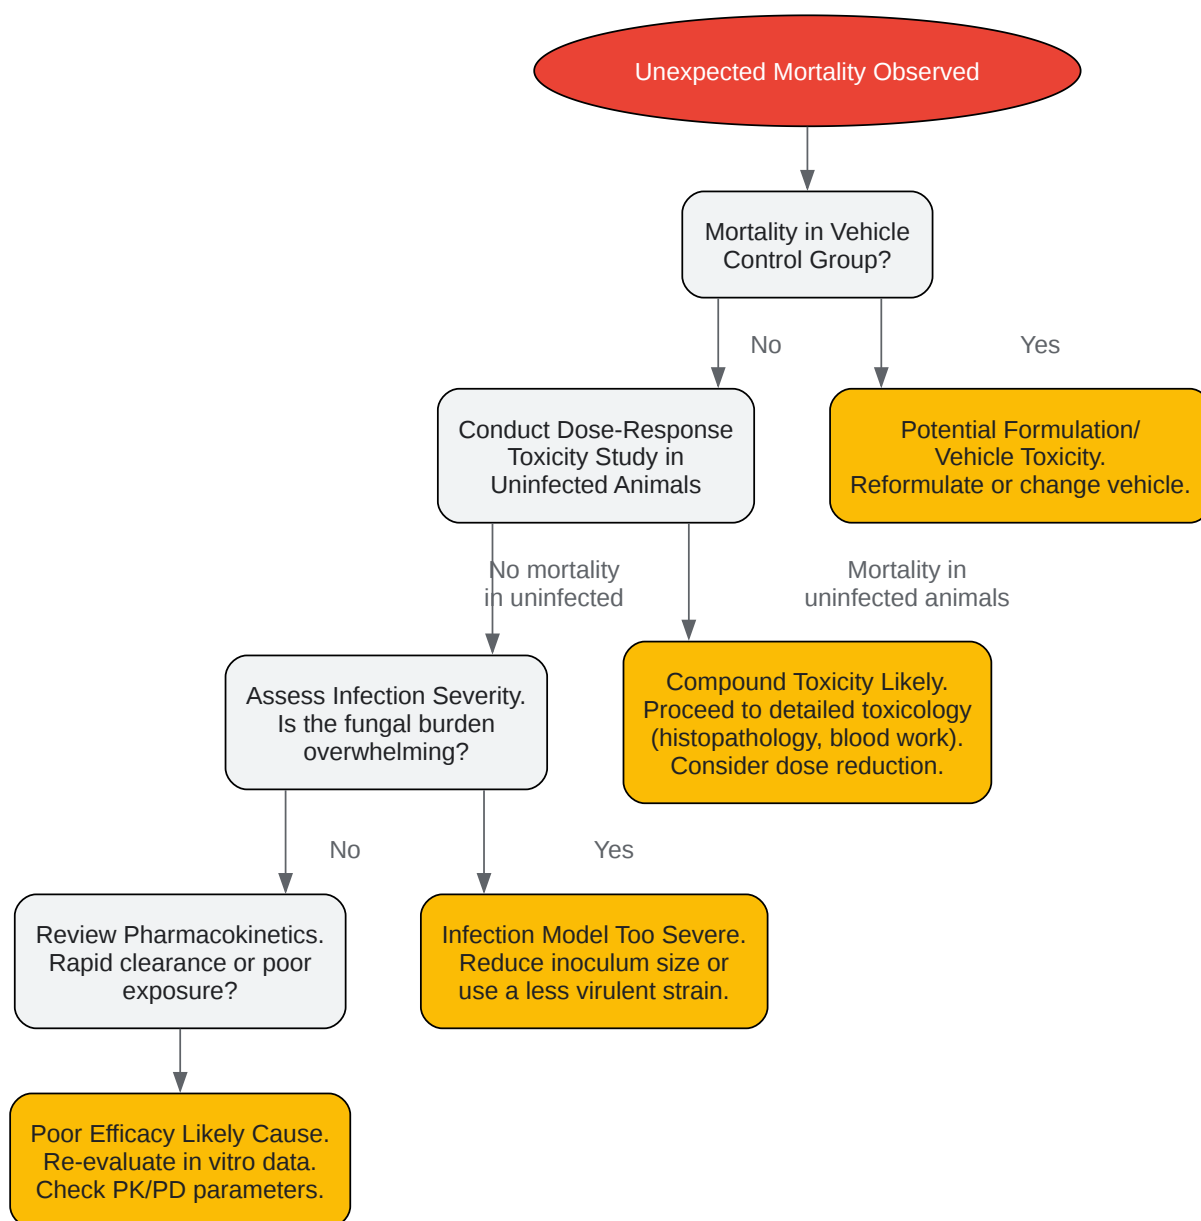 Unexpected Mortality Observed
Mortality in Vehicle
Control Group?
No
Yes
Conduct Dose-Response
Toxicity Study in
Uninfected Animals
Potential Formulation/
Vehicle Toxicity.
Reformulate or change vehicle.
No mortality
in uninfected
Mortality in
uninfected animals
Assess Infection Severity.
Is the fungal burden
overwhelming?
Compound Toxicity Likely.
Proceed to detailed toxicology
(histopathology, blood work).
Consider dose reduction.
No
Yes
Review Pharmacokinetics.
Rapid clearance or poor
exposure?
Infection Model Too Severe.
Reduce inoculum size or
use a less virulent strain.
Poor Efficacy Likely Cause.
Re-evaluate in vitro data.
Check PK/PD parameters.